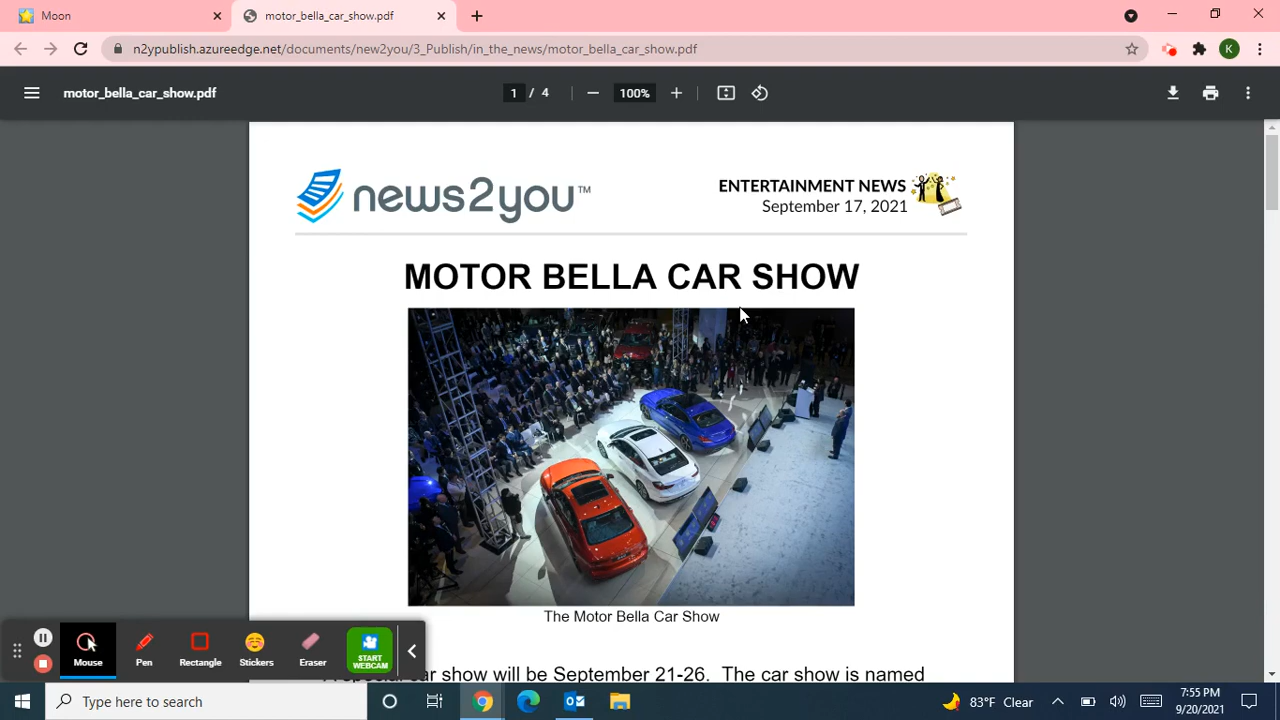 Moon
motor_bella_car_show.pdf
n2ypublish.azureedge.net/documents/new2you/3_Publish/in_the_news/motor_bella_car_show.pdf
K
motor_bella_car_show.pdf
1 / 4
100%
news2you™
ENTERTAINMENT NEWS
September 17, 2021
MOTOR BELLA CAR SHOW
The Motor Bella Car Show
car show will be September 21-26. The car show is named
Mouse
Pen
Rectangle
Stickers
Eraser
START
WEBCAM
Type here to search
83°F Clear
7:55 PM
9/20/2021